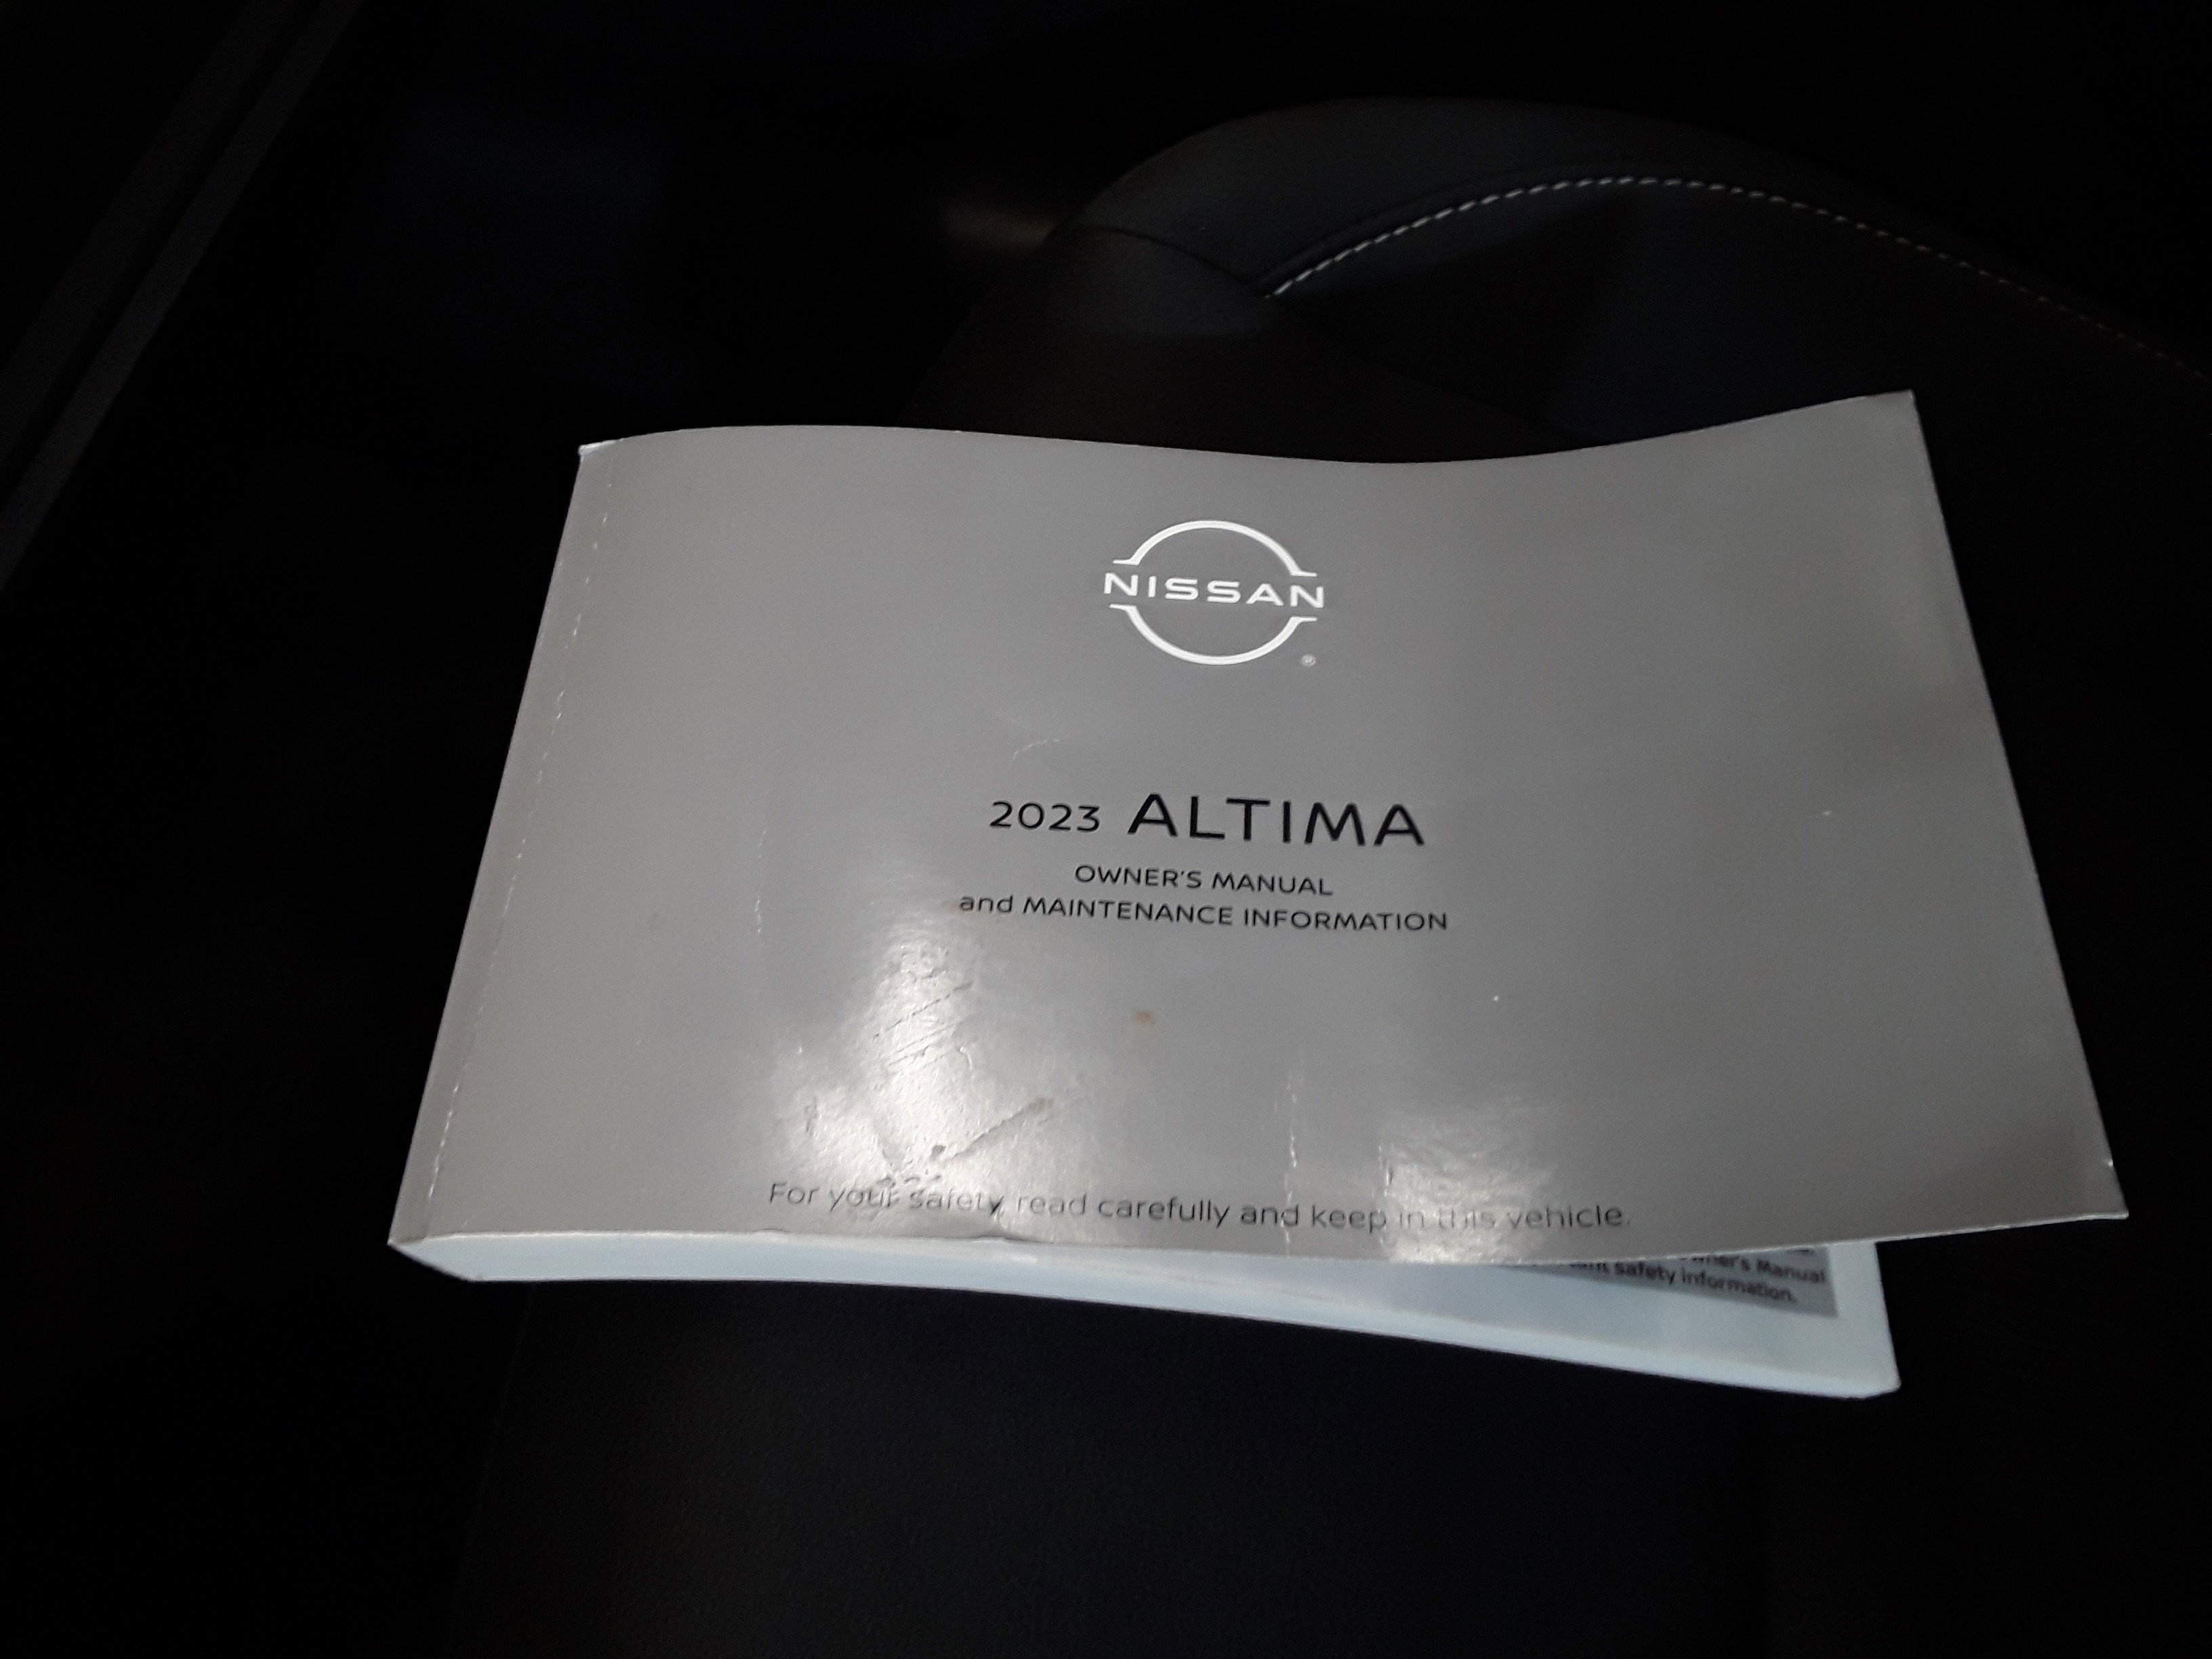 NISSAN
®
2023 ALTIMA
OWNER'S MANUAL
and MAINTENANCE INFORMATION
For your safety read carefully and keep in this vehicle.
Manual
safety information.